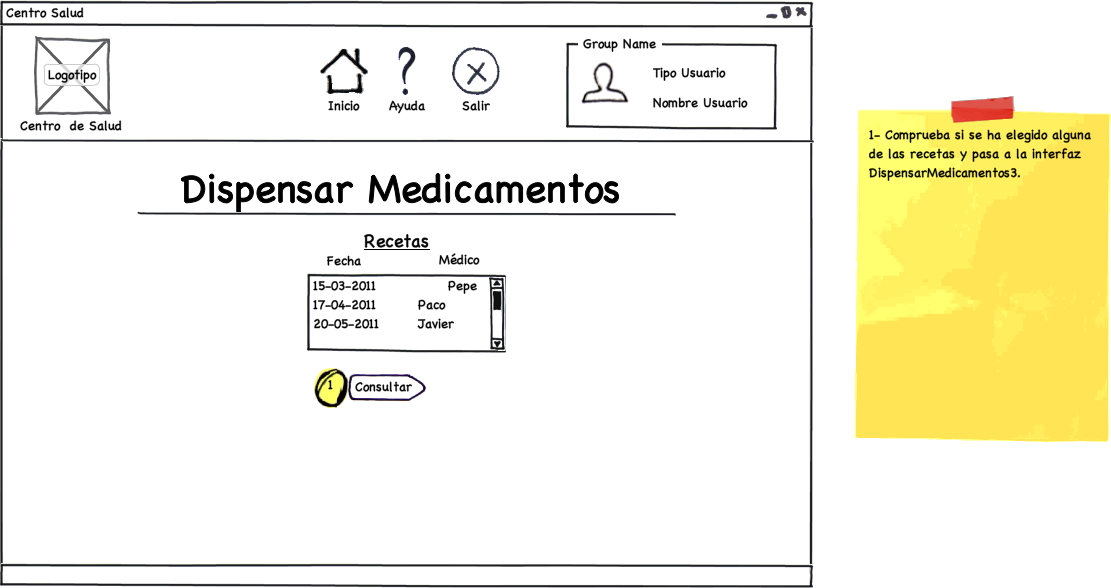 Centro Salud
Logotipo
Centro de Salud
Inicio
Ayuda
Salir
Group Name
Tipo Usuario
Nombre Usuario
Dispensar Medicamentos
Recetas
Fecha Médico
15-03-2011 Pepe
17-04-2011 Paco
20-05-2011 Javier
1
Consultar
1- Comprueba si se ha elegido alguna
de las recetas y pasa a la interfaz
DispensarMedicamentos3.